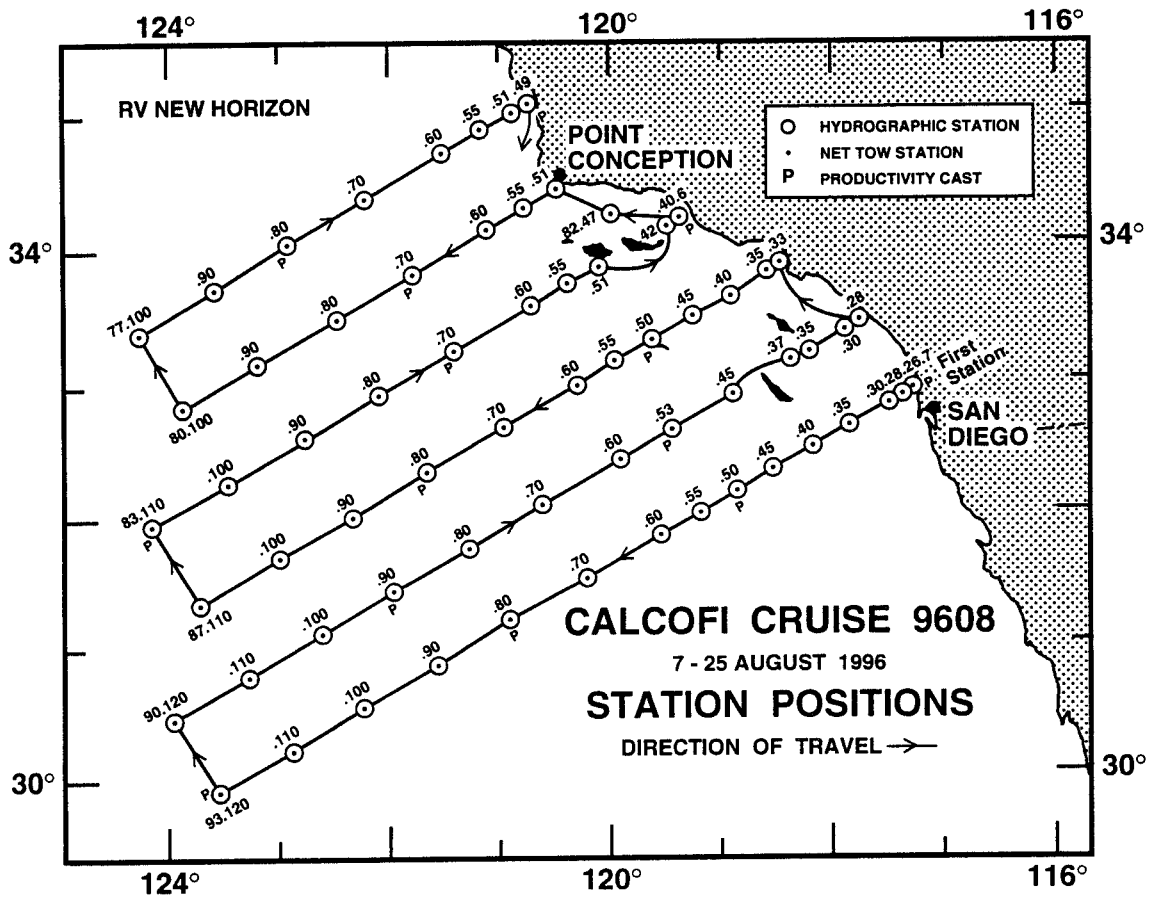 124°
120°
116°
RV NEW HORIZON
POINT
CONCEPTION
HYDROGRAPHIC STATION
NET TOW STATION
P PRODUCTIVITY CAST
34°
34°
77.100
.90
.80
P
.70
.60
.55
.51
.49
P
80.100
.90
.80
.70
P
.60
.55
.51
82.47
.40.6
P
.42
83.110
P
.100
.90
.80
.70
P
.60
.55
.51
87.110
.100
.90
.80
P
.70
.60
.55
.50
P
.45
.40
.35
.33
90.120
.110
.100
.90
P
.80
.70
.60
.53
P
.45
.37
.35
.30
.28
93.120
P
.110
.100
.90
.80
P
.70
.60
.55
.50
P
.45
.40
.35
.30
.28
.26.7
P
First
Station
SAN
DIEGO
CALCOFI CRUISE 9608
7 - 25 AUGUST 1996
STATION POSITIONS
DIRECTION OF TRAVEL
30°
30°
124°
120°
116°